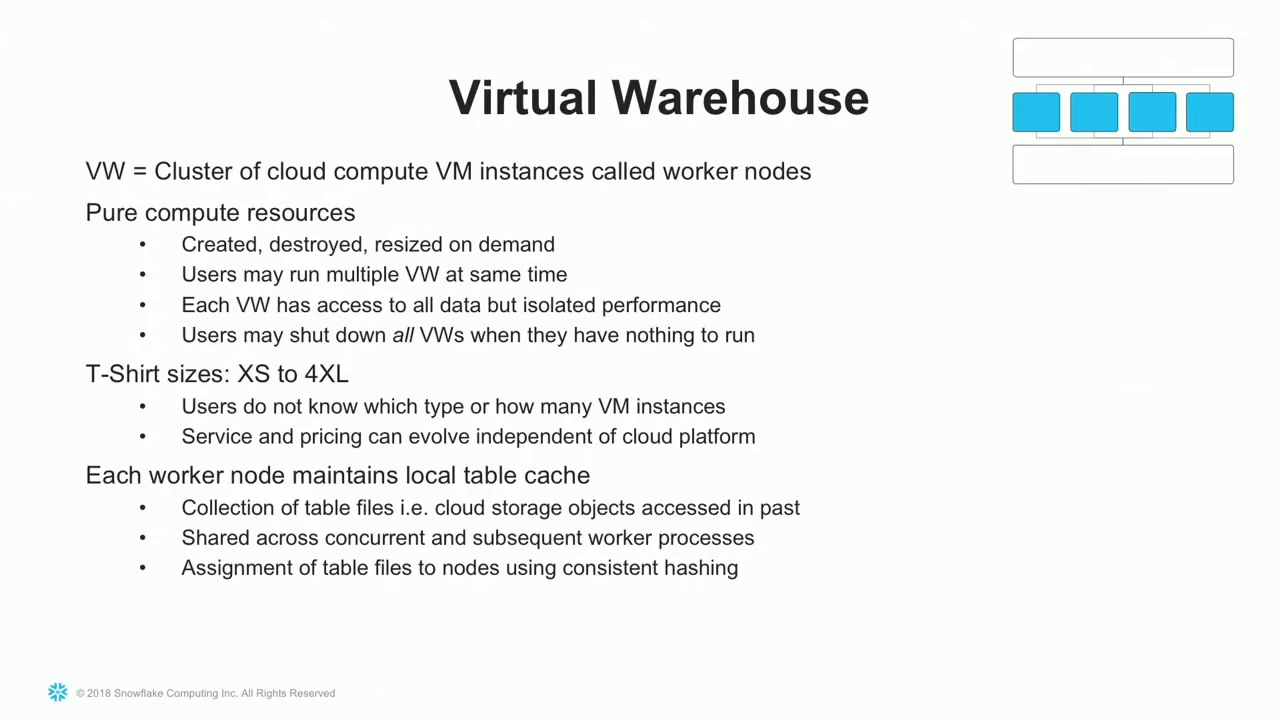 Virtual Warehouse
VW = Cluster of cloud compute VM instances called worker nodes
Pure compute resources
• Created, destroyed, resized on demand
• Users may run multiple VW at same time
• Each VW has access to all data but isolated performance
• Users may shut down all VWs when they have nothing to run
T-Shirt sizes: XS to 4XL
• Users do not know which type or how many VM instances
• Service and pricing can evolve independent of cloud platform
Each worker node maintains local table cache
• Collection of table files i.e. cloud storage objects accessed in past
• Shared across concurrent and subsequent worker processes
• Assignment of table files to nodes using consistent hashing
© 2018 Snowflake Computing Inc. All Rights Reserved